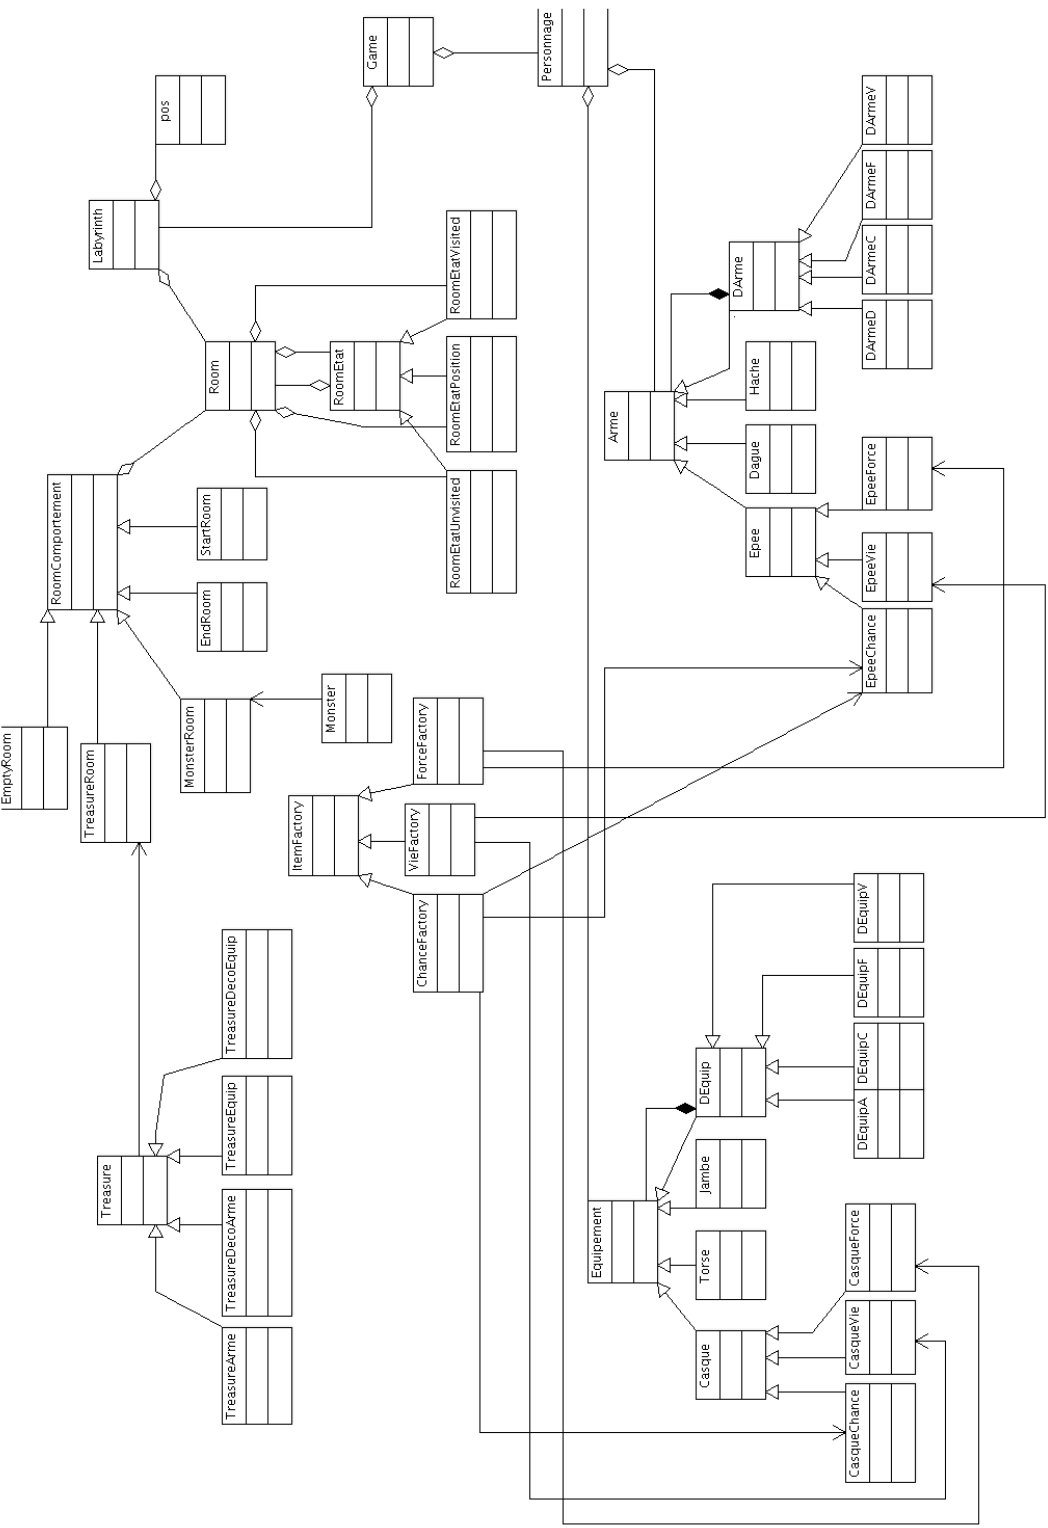 Game
Personnage
pos
Labyrinth
DArmeV
DArmeF
DArmeC
DArmeD
DArme
RoomEtatVisited
RoomEtatPosition
RoomEtatUnvisited
Room
RoomEtat
Hache
Dague
Arme
Epee
EpeeForce
EpeeVie
EpeeChance
RoomComportement
StartRoom
EndRoom
EmptyRoom
TreasureRoom
MonsterRoom
Monster
ForceFactory
VieFactory
ChanceFactory
ItemFactory
TreasureDecoEquip
TreasureEquip
TreasureDecoArme
TreasureArme
Treasure
DEquipV
DEquipF
DEquipC
DEquipA
DEquip
Jambe
Torse
Equipement
Casque
CasqueForce
CasqueVie
CasqueChance